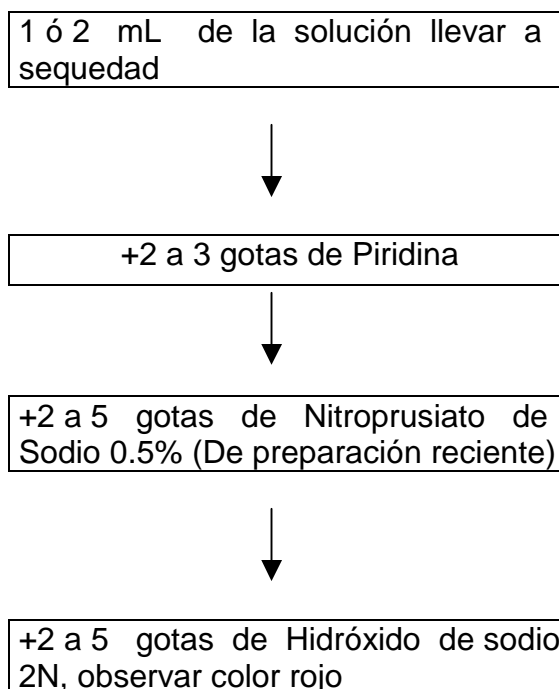 1 ó 2 mL de la solución llevar a
sequedad
+2 a 3 gotas de Piridina
+2 a 5 gotas de Nitroprusiato de
Sodio 0.5% (De preparación reciente)
+2 a 5 gotas de Hidróxido de sodio
2N, observar color rojo